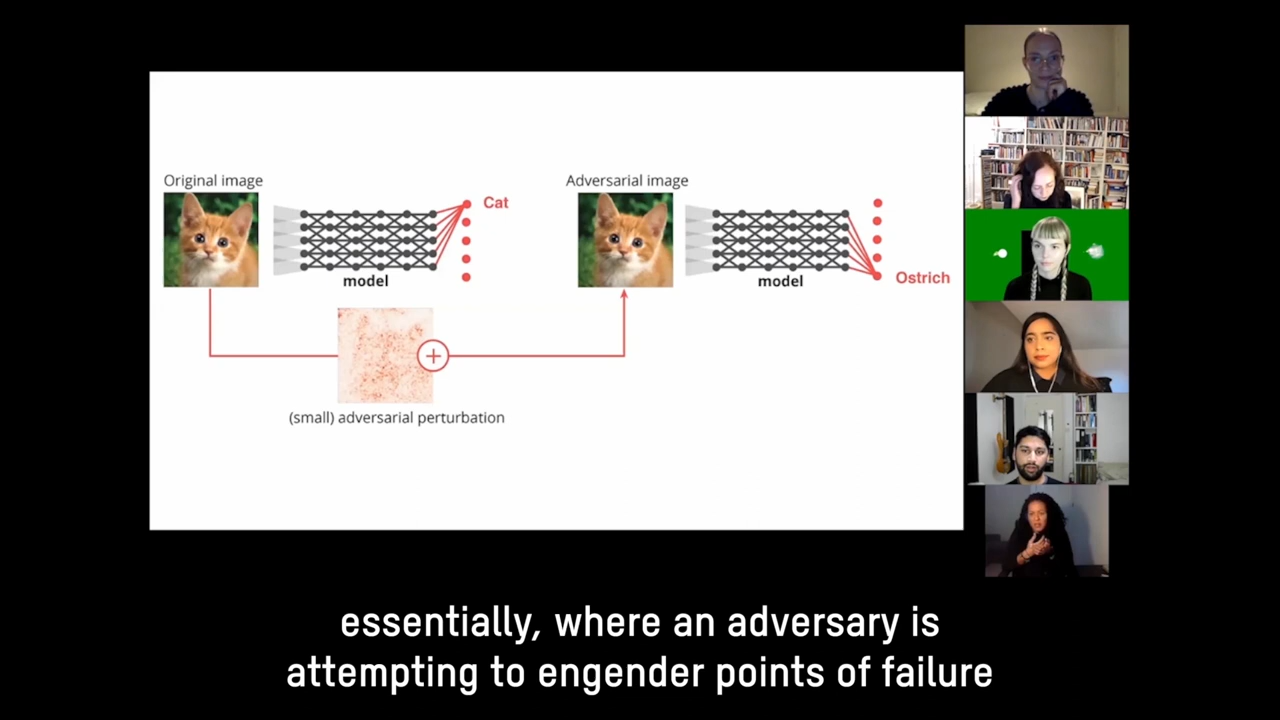 Original image
Cat
model
(small) adversarial perturbation
Adversarial image
model
Ostrich
essentially, where an adversary is
attempting to engender points of failure